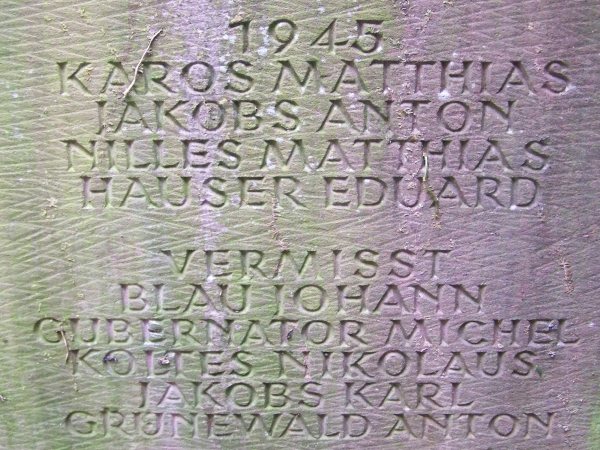 1945
KAROS MATTHIAS
JAKOBS ANTON
NILLES MATTHIAS
HAUSER EDUARD
VERMISST
BLAU JOHANN
GUBERNATOR MICHEL
KOLTES NIKOLAUS
JAKOBS KARL
GRÜNEWALD ANTON